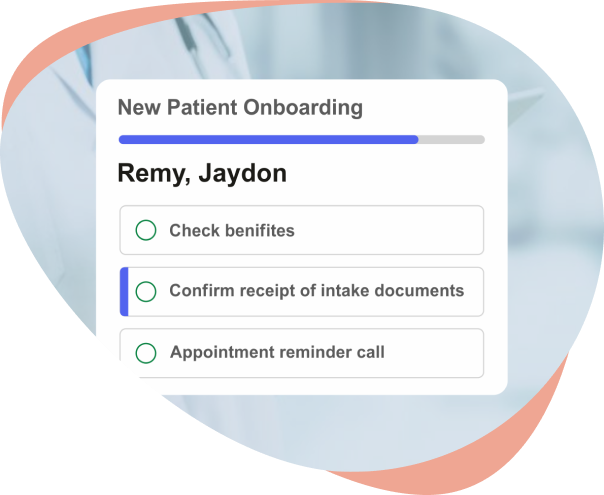 New Patient Onboarding
Remy, Jaydon
Check benifites
Confirm receipt of intake documents
Appointment reminder call